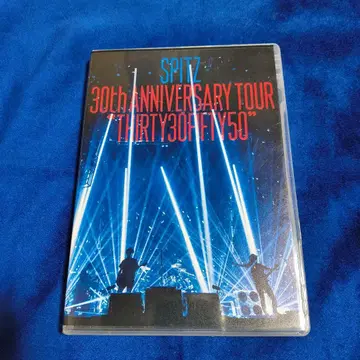 SPITZ
30th ANNIVERSARY TOUR
"THIRTY30FIFTY50"